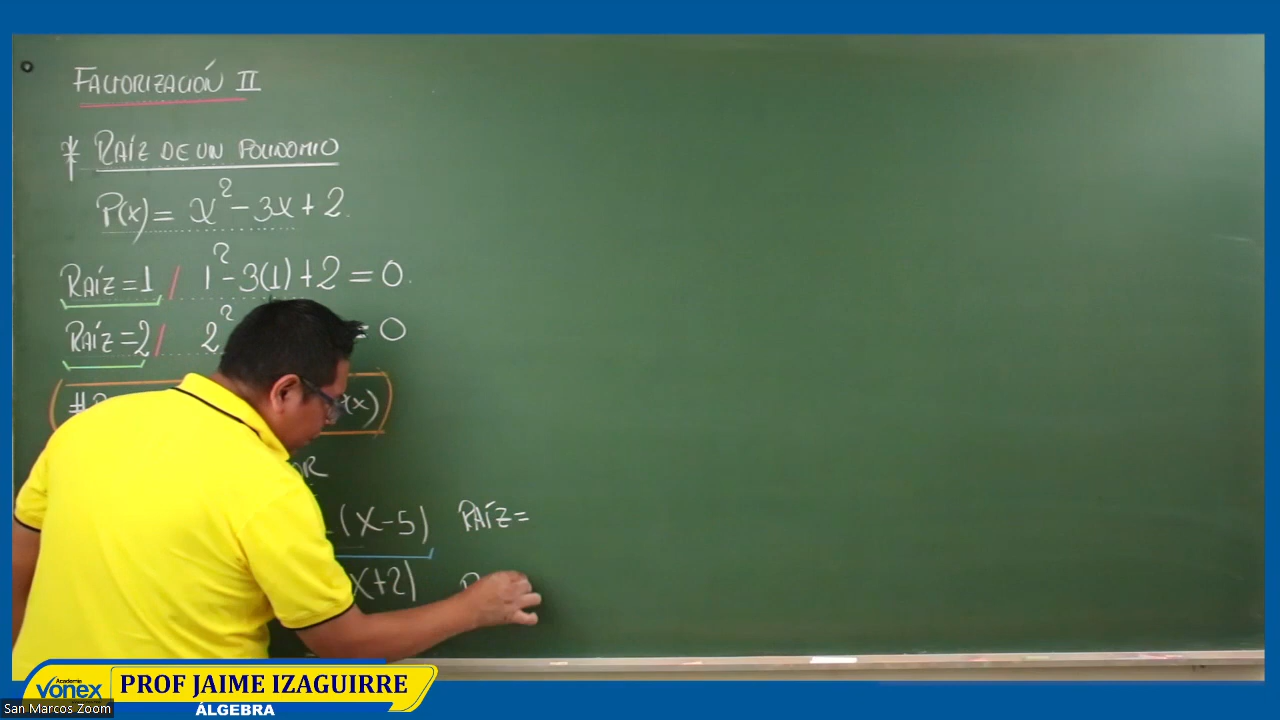 FACTORIZACIÓN II
* RAÍZ DE UN POLINOMIO
P(x) = x² - 3x + 2.
RAÍZ = 1 / 1² - 3(1) + 2 = 0.
RAÍZ = 2 / 2² = 0
(x)
(x-5) RAÍZ =
x+2)
Academia
vonex
PROF JAIME IZAGUIRRE
ÁLGEBRA
San Marcos Zoom